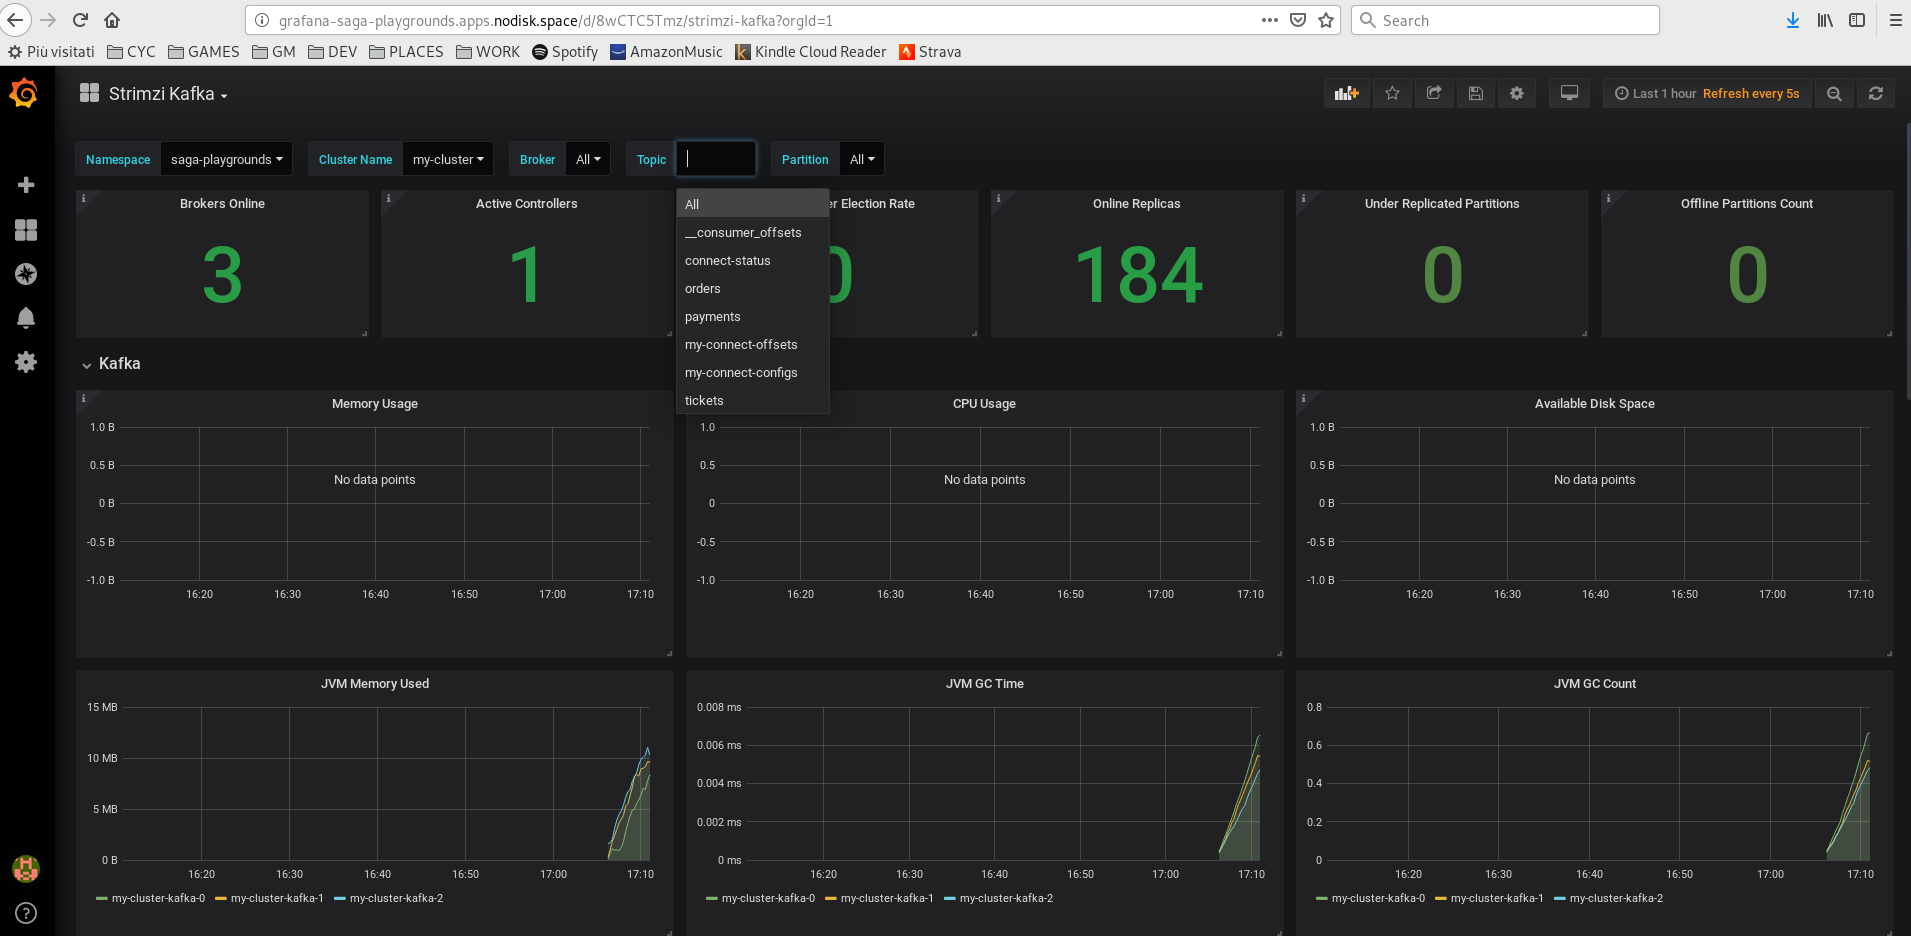 grafana-saga-playgrounds.apps.nodisk.space/d/8wCTC5Tmz/strimzi-kafka?orgId=1
Search
Più visitati CYC GAMES GM DEV PLACES WORK Spotify AmazonMusic Kindle Cloud Reader Strava
Strimzi Kafka
Last 1 hour Refresh every 5s
Namespace saga-playgrounds Cluster Name my-cluster Broker All Topic Partition All
All
__consumer_offsets
connect-status
orders
payments
my-connect-offsets
my-connect-configs
tickets
Brokers Online
3
Active Controllers
1
er Election Rate
0
Online Replicas
184
Under Replicated Partitions
0
Offline Partitions Count
0
Kafka
Memory Usage
1.0 B
0.5 B
0 B
-0.5 B
-1.0 B
No data points
16:20 16:30 16:40 16:50 17:00 17:10
CPU Usage
1.0
0.5
0
-0.5
-1.0
No data points
16:20 16:30 16:40 16:50 17:00 17:10
Available Disk Space
1.0 B
0.5 B
0 B
-0.5 B
-1.0 B
No data points
16:20 16:30 16:40 16:50 17:00 17:10
JVM Memory Used
15 MB
10 MB
5 MB
0 B
16:20 16:30 16:40 16:50 17:00 17:10
my-cluster-kafka-0 my-cluster-kafka-1 my-cluster-kafka-2
JVM GC Time
0.008 ms
0.006 ms
0.004 ms
0.002 ms
0 ms
16:20 16:30 16:40 16:50 17:00 17:10
my-cluster-kafka-0 my-cluster-kafka-1 my-cluster-kafka-2
JVM GC Count
0.8
0.6
0.4
0.2
0
16:20 16:30 16:40 16:50 17:00 17:10
my-cluster-kafka-0 my-cluster-kafka-1 my-cluster-kafka-2